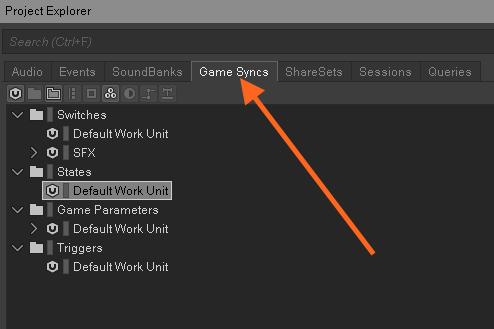 Project Explorer
Search (Ctrl+F)
Audio Events SoundBanks Game Syncs ShareSets Sessions Queries
Switches
Default Work Unit
SFX
States
Default Work Unit
Game Parameters
Default Work Unit
Triggers
Default Work Unit